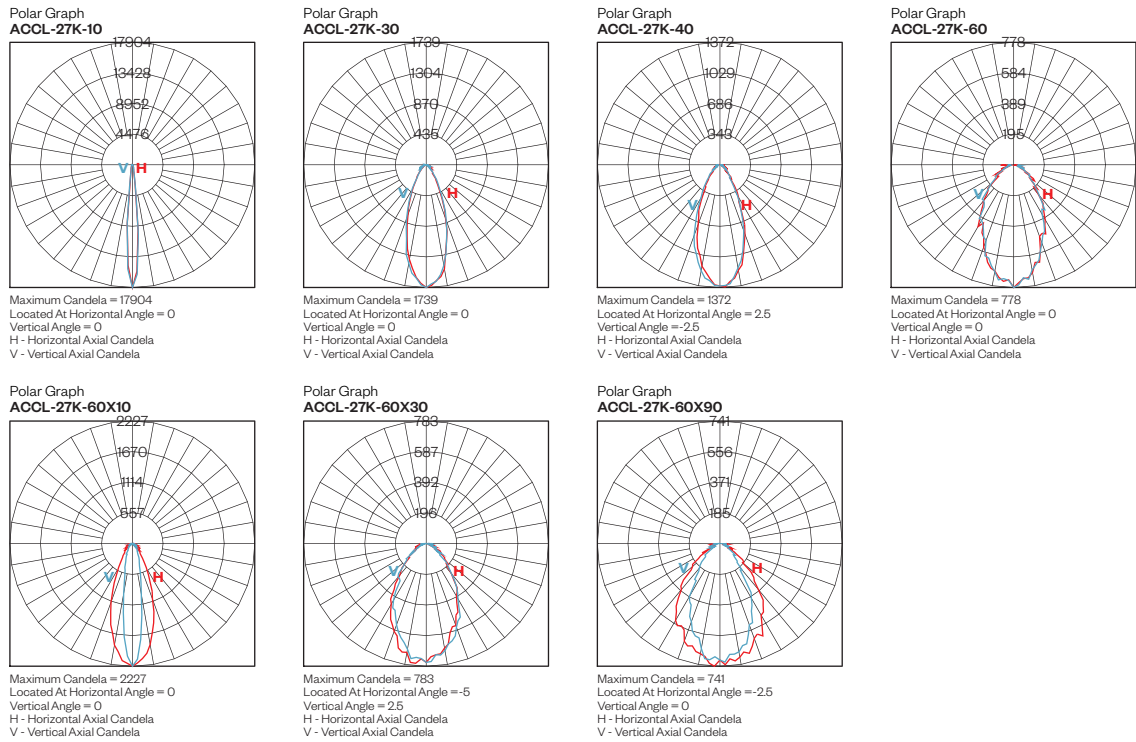 Polar Graph
ACCL-27K-10
17904
13428
8952
4476
V H
Maximum Candela = 17904
Located At Horizontal Angle = 0
Vertical Angle = 0
H - Horizontal Axial Candela
V - Vertical Axial Candela
Polar Graph
ACCL-27K-30
1739
1304
870
435
V H
Maximum Candela = 1739
Located At Horizontal Angle = 0
Vertical Angle = 0
H - Horizontal Axial Candela
V - Vertical Axial Candela
Polar Graph
ACCL-27K-40
1372
1029
686
343
V H
Maximum Candela = 1372
Located At Horizontal Angle = 2.5
Vertical Angle =-2.5
H - Horizontal Axial Candela
V - Vertical Axial Candela
Polar Graph
ACCL-27K-60
778
584
389
195
V H
Maximum Candela = 778
Located At Horizontal Angle = 0
Vertical Angle = 0
H - Horizontal Axial Candela
V - Vertical Axial Candela
Polar Graph
ACCL-27K-60X10
2227
1670
1114
557
V H
Maximum Candela = 2227
Located At Horizontal Angle = 0
Vertical Angle = 0
H - Horizontal Axial Candela
V - Vertical Axial Candela
Polar Graph
ACCL-27K-60X30
783
587
392
196
V H
Maximum Candela = 783
Located At Horizontal Angle = -5
Vertical Angle = 2.5
H - Horizontal Axial Candela
V - Vertical Axial Candela
Polar Graph
ACCL-27K-60X90
741
556
371
185
V H
Maximum Candela = 741
Located At Horizontal Angle =-2.5
Vertical Angle = 0
H - Horizontal Axial Candela
V - Vertical Axial Candela